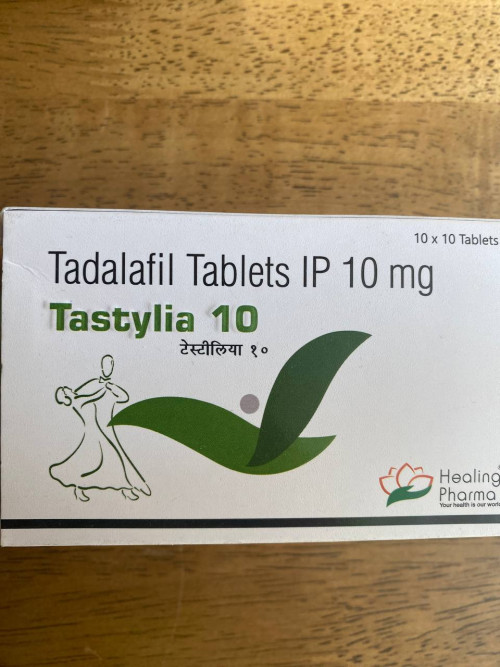 10 x 10 Tablets
Tadalafil Tablets IP 10 mg
Tastylia 10
टेस्टीलिया १०
Healing
Pharma
Your health is our world